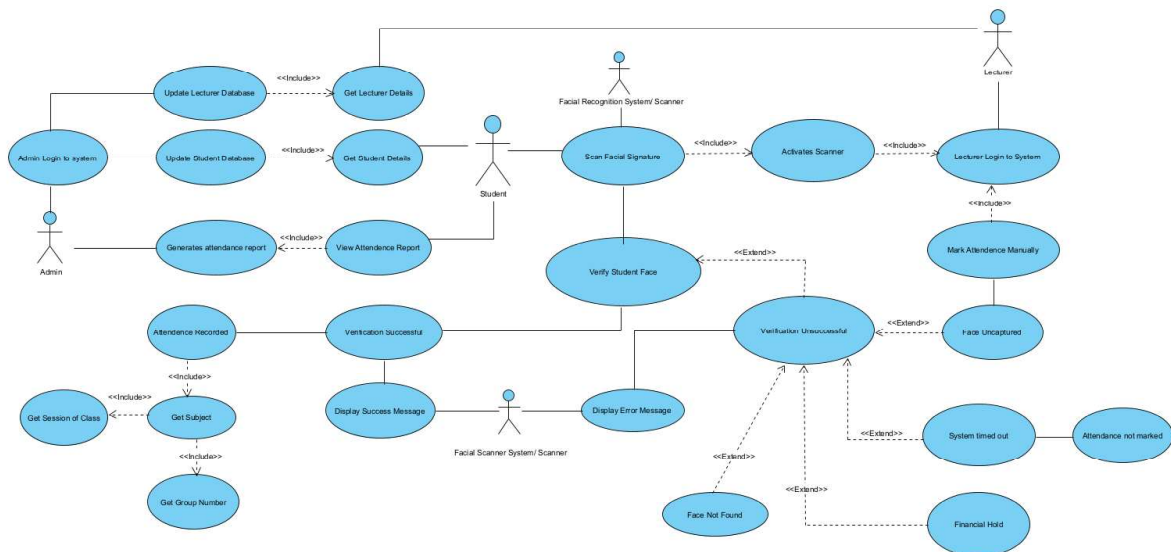 Lecturer
<<Include>>
Update Lecturer Database
Get Lecturer Details
Facial Recognition System/ Scanner
Admin Login to system
Update Student Database
<<Include>>
Get Student Details
Student
Scan Facial Signature
<<Include>>
Activates Scanner
<<Include>>
Lecturer Login to System
<<Include>>
Admin
Generates attendance report
<<Include>>
View Attendence Report
Verify Student Face
<<Extend>>
Mark Attendence Manually
Attendence Recorded
Verification Successful
Verification Unsuccessful
<<Extend>>
Face Uncaptured
<<Include>>
Get Session of Class
<<Include>>
Get Subject
Display Success Message
Facial Scanner System/ Scanner
Display Error Message
<<Include>>
Get Group Number
<<Extend>>
System timed out
Attendance not marked
<<Extend>>
Face Not Found
<<Extend>>
Financial Hold